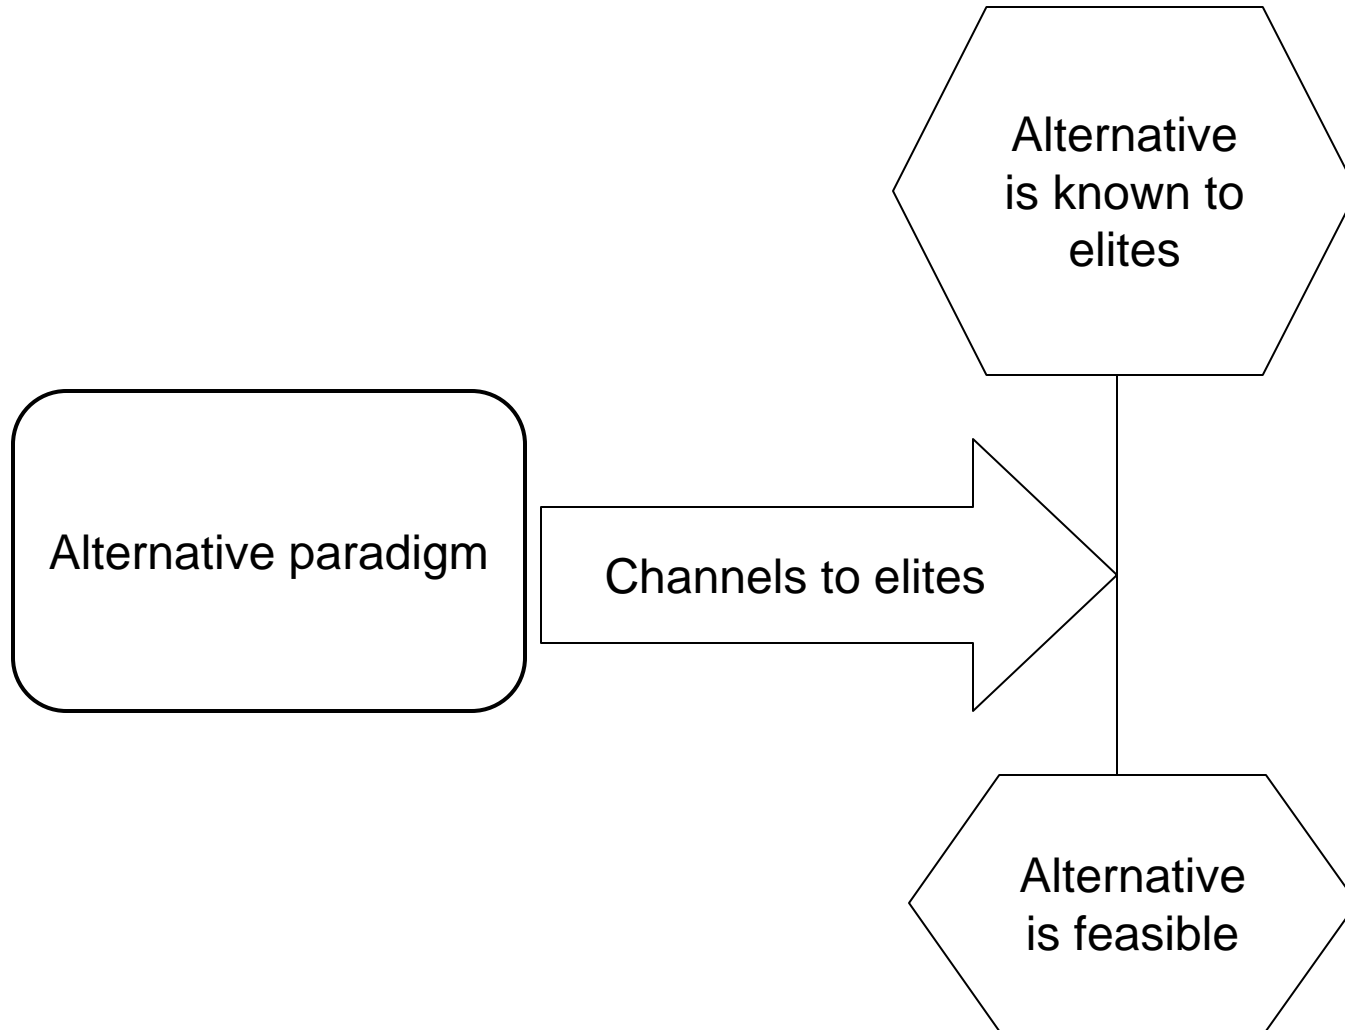 Alternative
is known to
elites
Alternative paradigm
Channels to elites
Alternative
is feasible